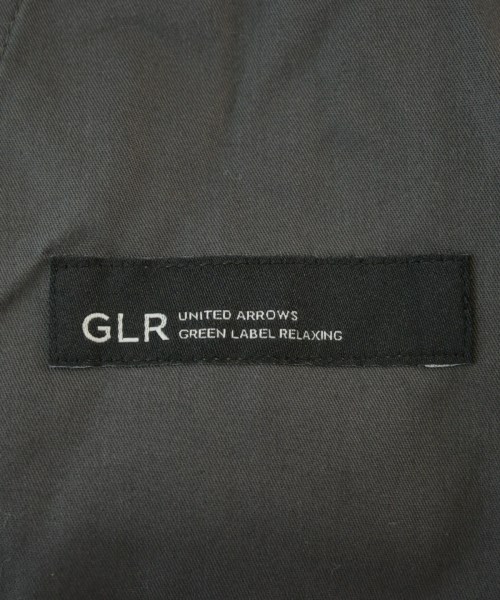 GLR
UNITED ARROWS
GREEN LABEL RELAXING